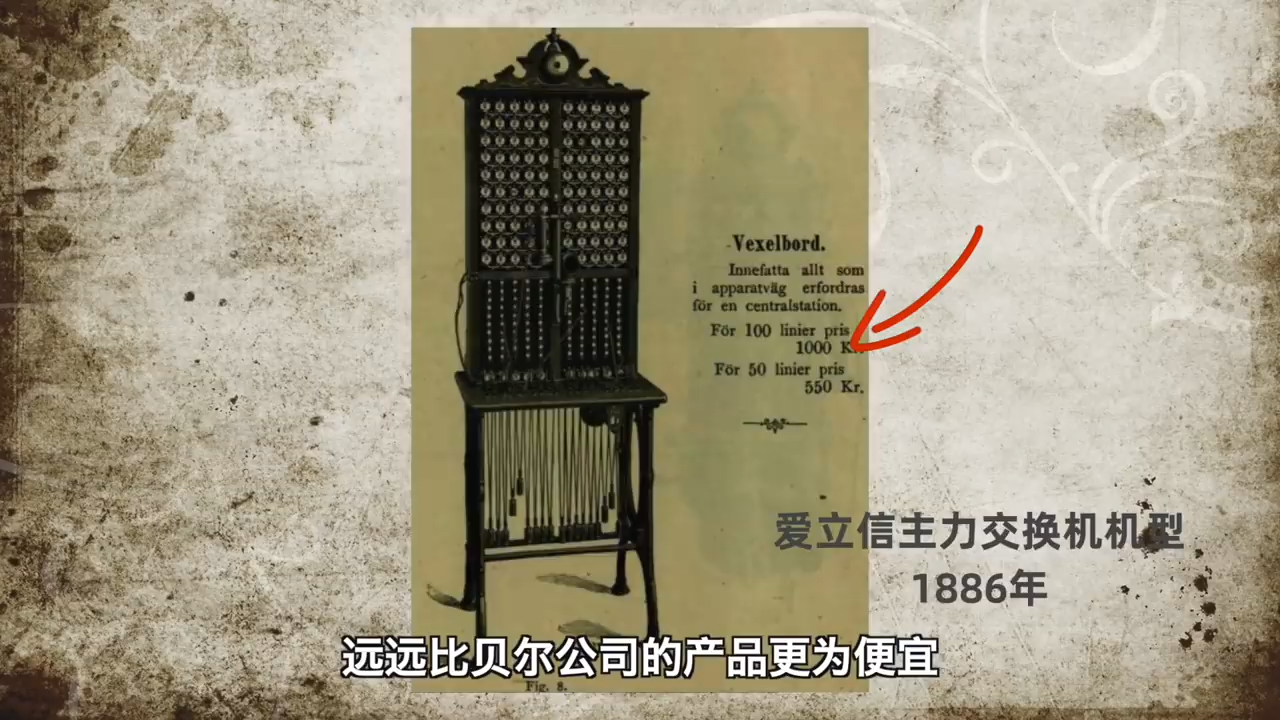 Vexelbord.
Innefatta allt som
i apparatväg erfordras
för en centralstation.
För 100 linier pris
1000 Kr.
För 50 linier pris
550 Kr.
爱立信主力交换机机型
1886年
远远比贝尔公司的产品更为便宜
Fig. 8.